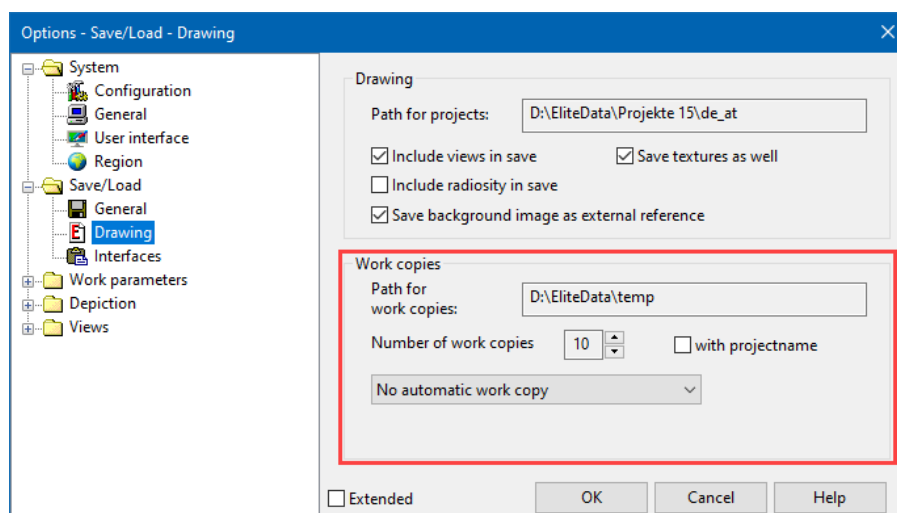 Options - Save/Load - Drawing
System
Configuration
General
User interface
Region
Save/Load
General
Drawing
Interfaces
Work parameters
Depiction
Views
Drawing
Path for projects: D:\EliteData\Projekte 15\de_at
Include views in save Save textures as well
Include radiosity in save
Save background image as external reference
Work copies
Path for
work copies: D:\EliteData\temp
Number of work copies 10 with projectname
No automatic work copy
Extended OK Cancel Help